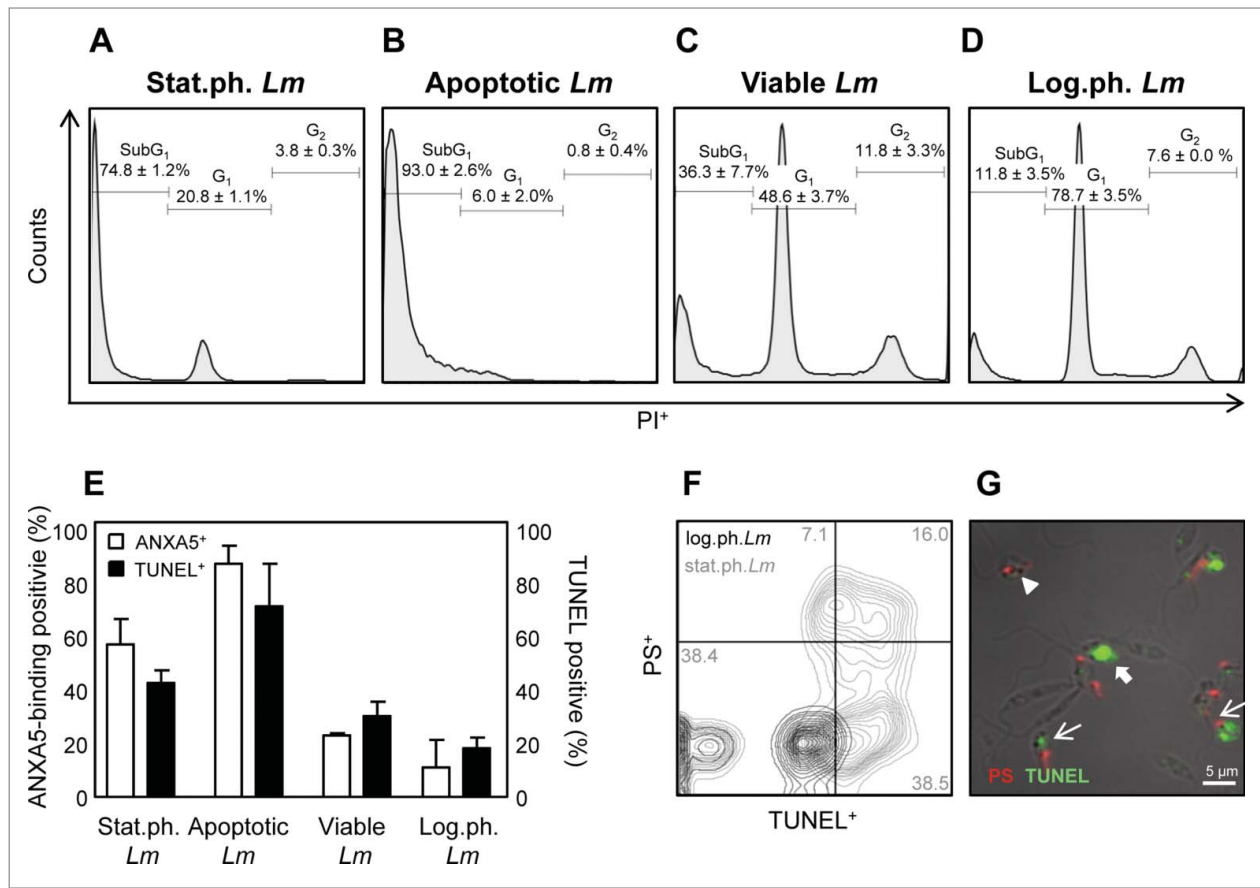 A
B
C
D
Stat.ph. Lm
Apoptotic Lm
Viable Lm
Log.ph. Lm
SubG1
74.8 ± 1.2%
G1
20.8 ± 1.1%
G2
3.8 ± 0.3%
SubG1
93.0 ± 2.6%
G1
6.0 ± 2.0%
G2
0.8 ± 0.4%
SubG1
36.3 ± 7.7%
G1
48.6 ± 3.7%
G2
11.8 ± 3.3%
SubG1
11.8 ± 3.5%
G1
78.7 ± 3.5%
G2
7.6 ± 0.0 %
Counts
PI+
E
ANXA5-binding positivie (%)
100
80
60
40
20
0
ANXA5+
TUNEL+
100
80
60
40
20
0
TUNEL positive (%)
Stat.ph. Lm
Apoptotic Lm
Viable Lm
Log.ph. Lm
F
log.ph.Lm
stat.ph.Lm
7.1
16.0
38.4
38.5
PS+
TUNEL+
G
PS TUNEL
5 µm